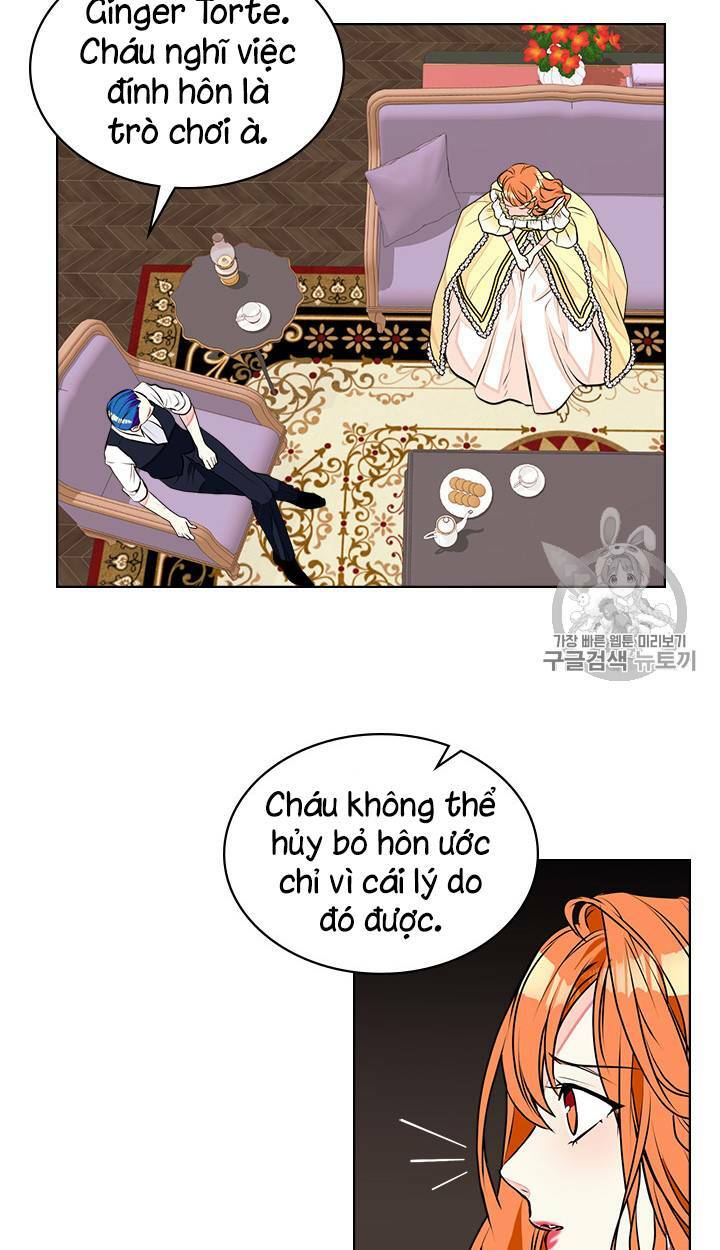 Ginger Torte.
Cháu nghĩ việc
đính hôn là
trò chơi à.
가장 빠른 웹툰 미리보기
구글검색 뉴토끼
Cháu không thể
hủy bỏ hôn ước
chỉ vì cái lý do
đó được.